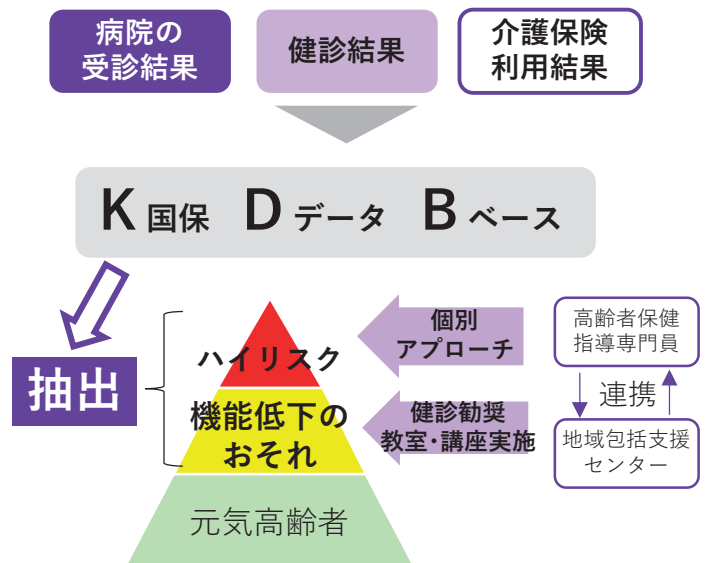 病院の
受診結果
健診結果
介護保険
利用結果
K 国保 D データ B ベース
抽出
ハイリスク
機能低下の
おそれ
元気高齢者
個別
アプローチ
健診勧奨
教室・講座実施
高齢者保健
指導専門員
連携
地域包括支援
センター